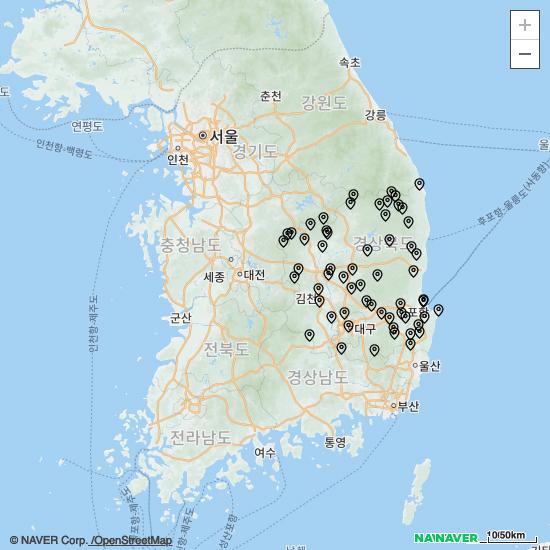 +
−
속초
춘천
강원도
강릉
도
연평도
인천항-백령도
서울
인천
경기도
울
후포항-울릉도(사동항)
충청남도
경상북도
세종
대전
인천항-제주도
김천
포항
군산
대구
전북도
울산
경상남도
부산
전라남도
통영
여수
© NAVER Corp. /OpenStreetMap
NAVER
10/50km